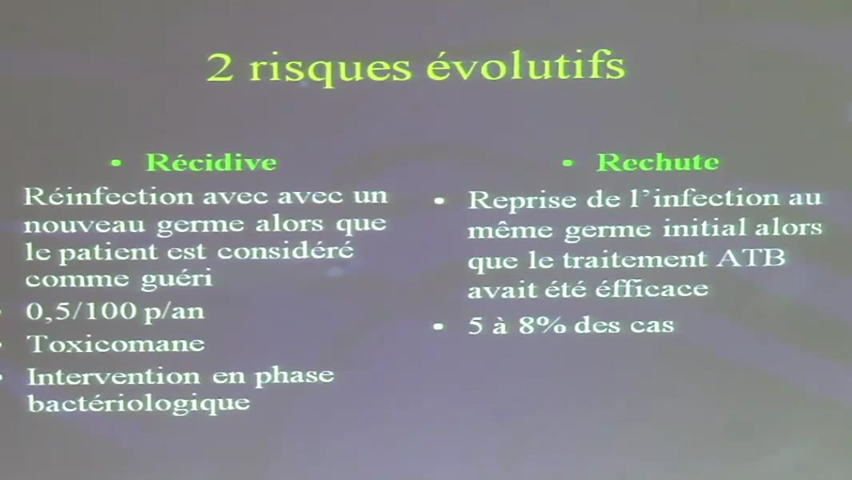 2 risques évolutifs
• Récidive
Réinfection avec avec un
nouveau germe alors que
le patient est considéré
comme guéri
• 0,5/100 p/an
• Toxicomane
• Intervention en phase
bactériologique
• Rechute
• Reprise de l'infection au
même germe initial alors
que le traitement ATB
avait été éfficace
• 5 à 8% des cas